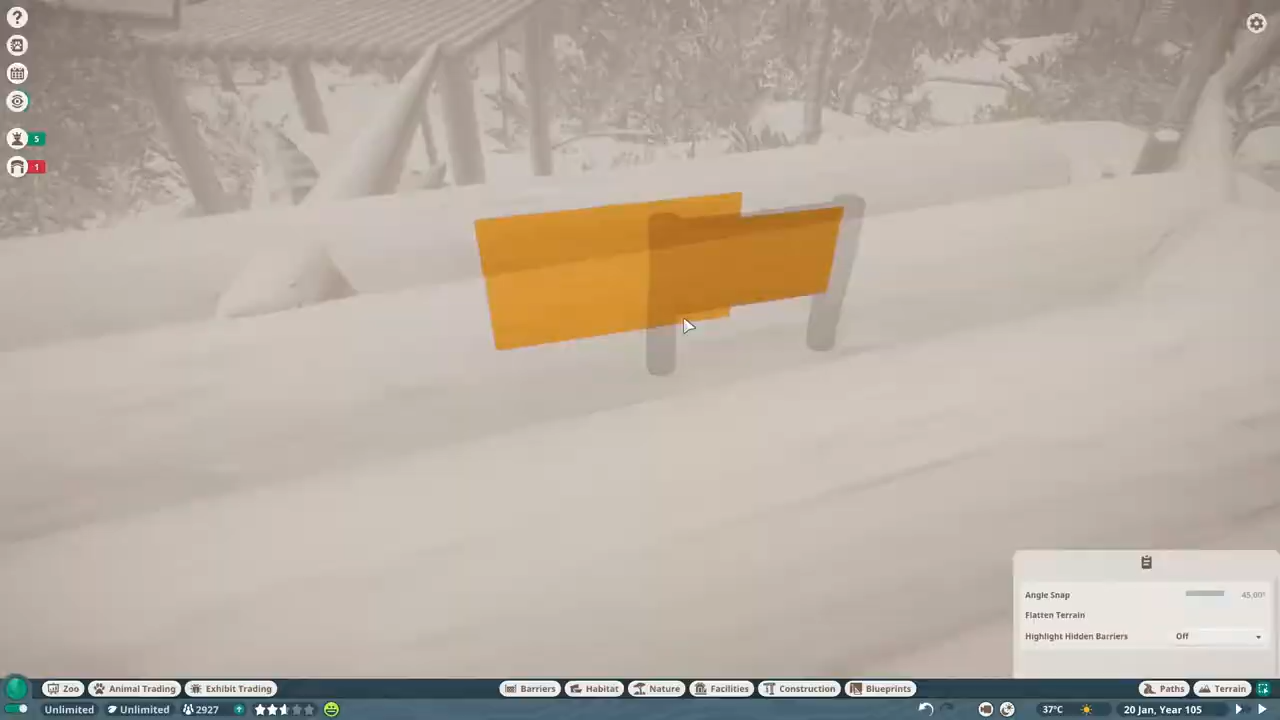 ?
5
1
Angle Snap 45.00°
Flatten Terrain
Highlight Hidden Barriers Off
Zoo Animal Trading Exhibit Trading Barriers Habitat Nature Facilities Construction Blueprints Paths Terrain
Unlimited Unlimited 2927 37°C 20 Jan, Year 105